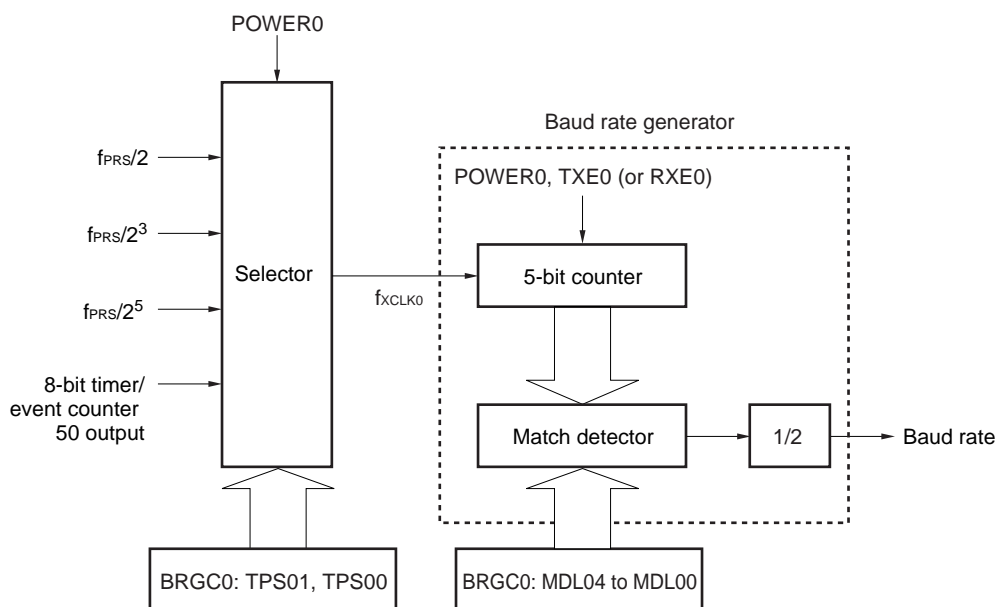 POWER0
Baud rate generator
fPRS/2
POWER0, TXE0 (or RXE0)
fPRS/2³
Selector
5-bit counter
fXCLK0
fPRS/2⁵
8-bit timer/
event counter
50 output
Match detector
1/2
Baud rate
BRGC0: TPS01, TPS00
BRGC0: MDL04 to MDL00